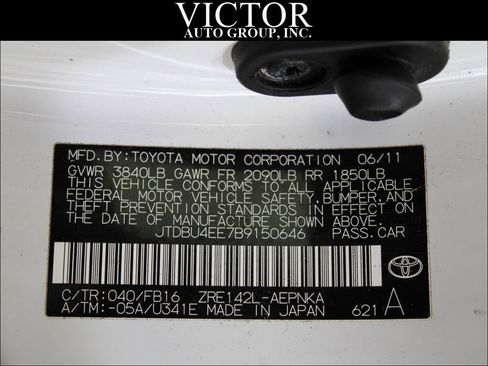 VICTOR
AUTO GROUP, INC.
MFD.BY:TOYOTA MOTOR CORPORATION 06/11
GVWR 3840LB GAWR FR 2090LB RR 1850LB
THIS VEHICLE CONFORMS TO ALL APPLICABLE
FEDERAL MOTOR VEHICLE SAFETY, BUMPER, AND
THEFT PREVENTION STANDARDS IN EFFECT ON
THE DATE OF MANUFACTURE SHOWN ABOVE.
JTDBU4EE7B9150646 PASS.CAR
C/TR:040/FB16 ZRE142L-AEPNKA
A/TM:-05A/U341E MADE IN JAPAN 621 A